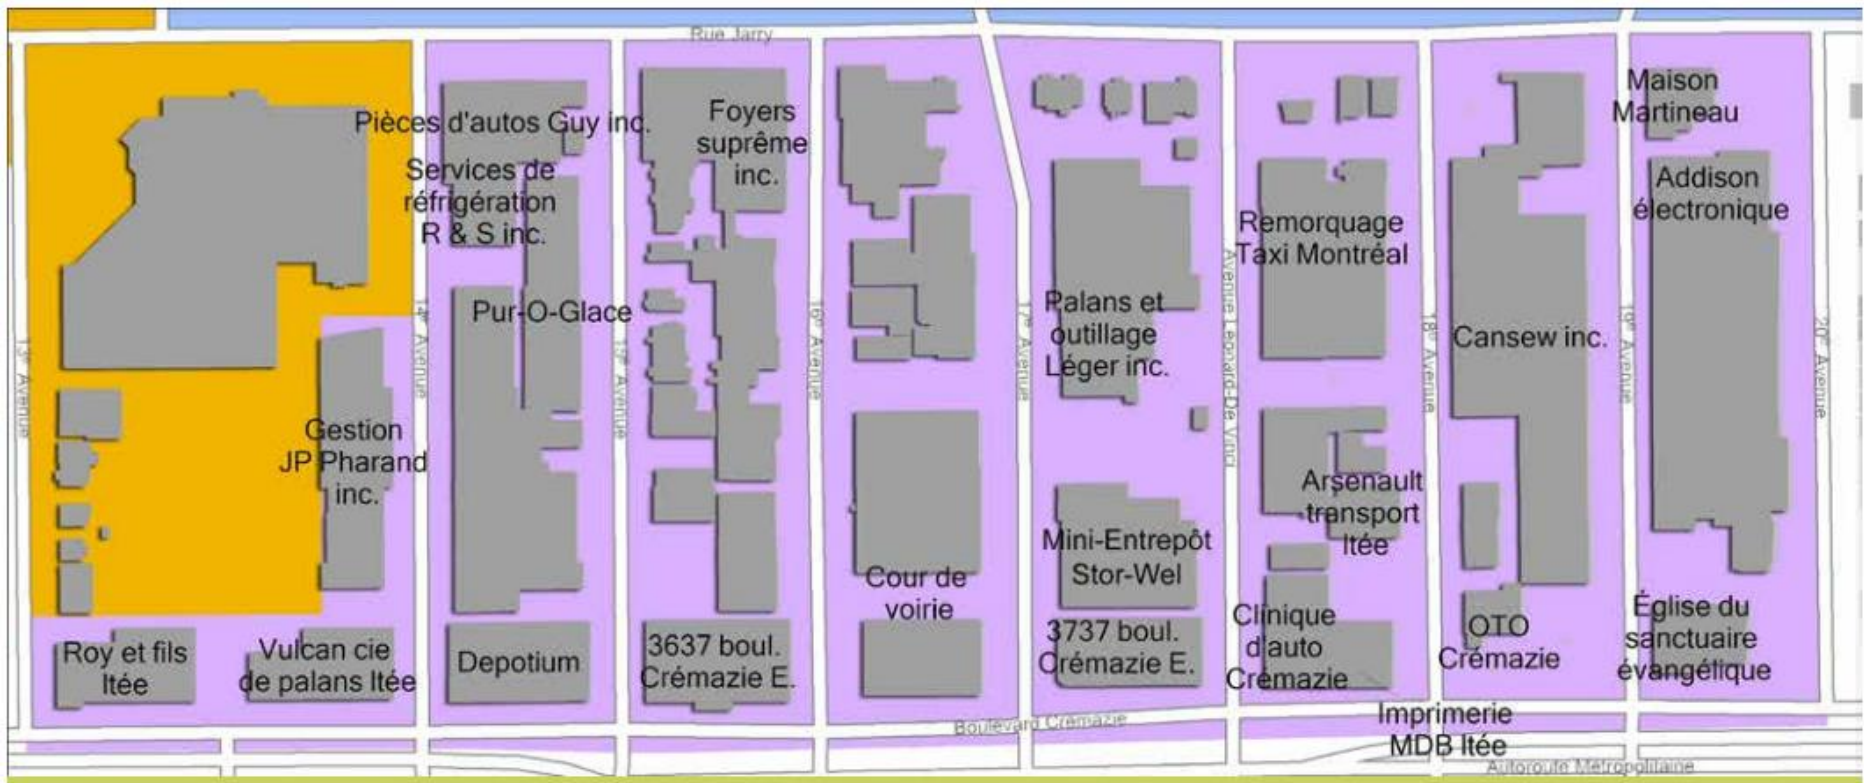 Rue Jarry
Pièces d'autos Guy inc.
Services de
réfrigération
R & S inc.
Foyers
suprême
inc.
Maison
Martineau
Addison
électronique
Remorquage
Taxi Montréal
Pur-O-Glace
Palans et
outillage
Léger inc.
Cansew inc.
13e Avenue
14e Avenue
15e Avenue
16e Avenue
17e Avenue
Avenue Léonard-De Vinci
18e Avenue
19e Avenue
20e Avenue
Gestion
JP Pharand
inc.
Arsenault
transport
ltée
Mini-Entrepôt
Stor-Wel
Cour de
voirie
Roy et fils
ltée
Vulcan cie
de palans ltée
Depotium
3637 boul.
Crémazie E.
3737 boul.
Crémazie E.
Clinique
d'auto
Crémazie
OTO
Crémazie
Église du
sanctuaire
évangélique
Boulevard Crémazie
Imprimerie
MDB ltée
Autoroute Métropolitaine